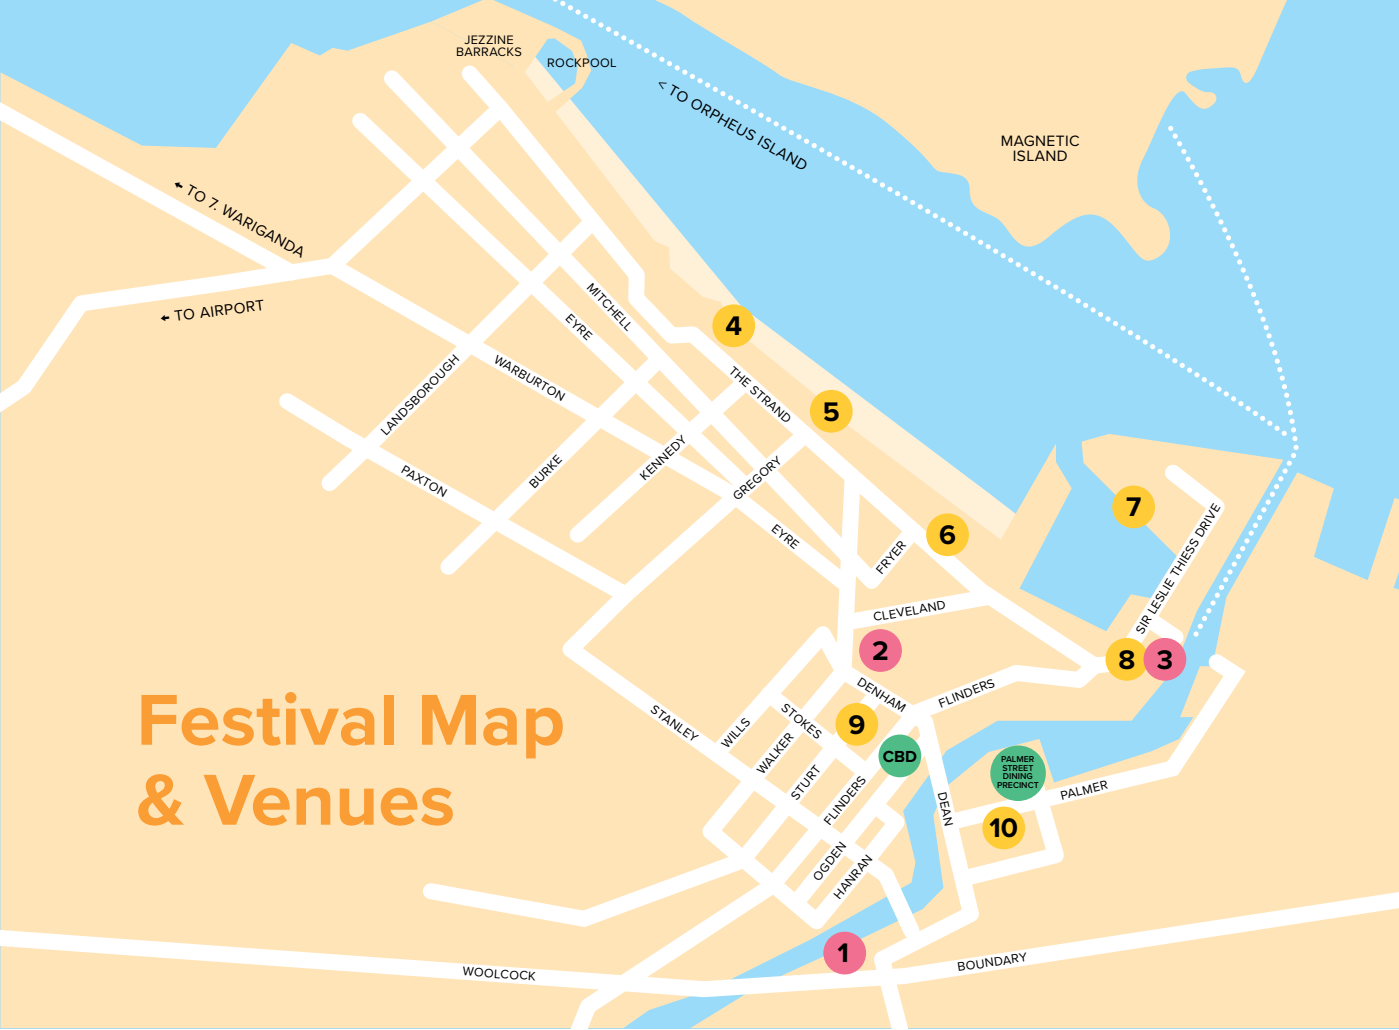 JEZZINE
BARRACKS
ROCKPOOL
< TO ORPHEUS ISLAND
MAGNETIC
ISLAND
← TO 7. WARIGANDA
← TO AIRPORT
MITCHELL
EYRE
4
WARBURTON
LANDSBOROUGH
THE STRAND
5
PAXTON
BURKE
KENNEDY
GREGORY
7
EYRE
6
FRYER
SIR LESLIE THIESS DRIVE
CLEVELAND
2
8
3
DENHAM
FLINDERS
Festival Map
& Venues
STANLEY
WILLS
STOKES
9
WALKER
CBD
STURT
FLINDERS
PALMER
STREET
DINING
PRECINCT
PALMER
DEAN
10
OGDEN
HANRAN
1
WOOLCOCK
BOUNDARY